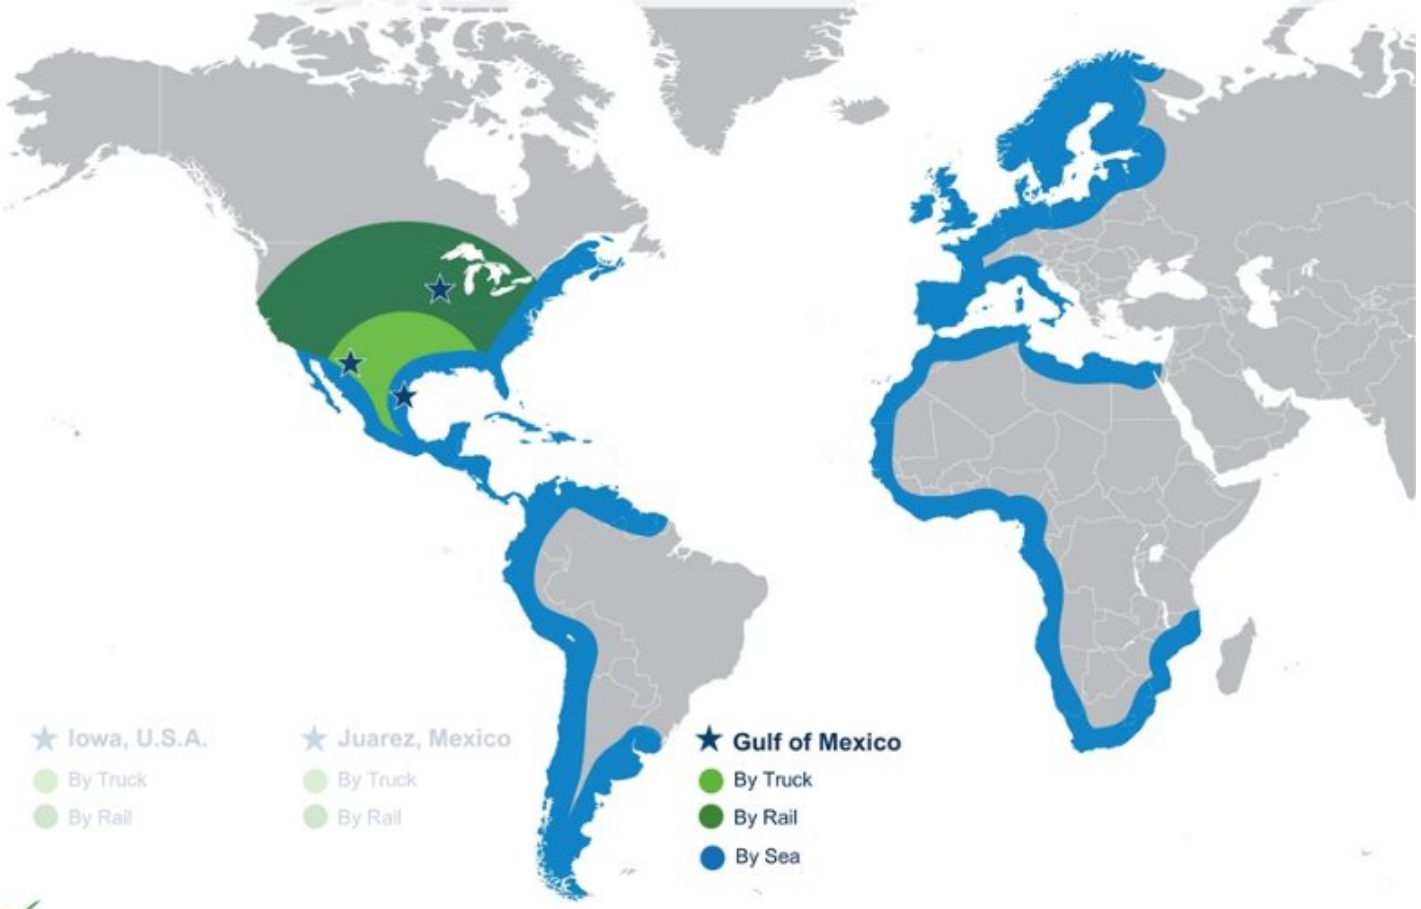 Iowa, U.S.A.
By Truck
By Rail
Juarez, Mexico
By Truck
By Rail
Gulf of Mexico
By Truck
By Rail
By Sea